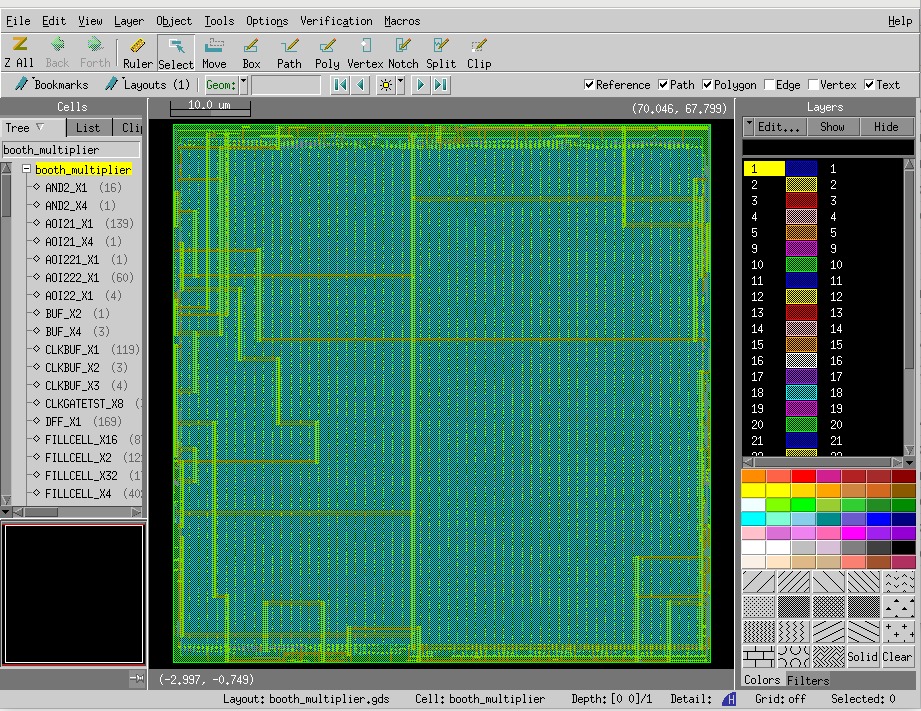 File Edit View Layer Object Tools Options Verification Macros Help
Z All Back Forth Ruler Select Move Box Path Poly Vertex Notch Split Clip
Bookmarks Layouts (1) Geom: Reference Path Polygon Edge Vertex Text
Cells
Tree List Cli
booth_multiplier
booth_multiplier
AND2_X1 (16)
AND2_X4 (1)
AOI21_X1 (139)
AOI21_X4 (1)
AOI221_X1 (1)
AOI222_X1 (60)
AOI22_X1 (4)
BUF_X2 (1)
BUF_X4 (3)
CLKBUF_X1 (119)
CLKBUF_X2 (3)
CLKBUF_X3 (4)
CLKGATETST_X8 (
DFF_X1 (169)
FILLCELL_X16 (8
FILLCELL_X2 (12
FILLCELL_X32 (1
FILLCELL_X4 (40
10.0 um
(70.046, 67.799)
(-2.997, -0.749)
Layers
Edit... Show Hide
1 1
2 2
3 3
4 4
5 5
9 9
10 10
11 11
12 12
13 13
14 14
15 15
16 16
17 17
18 18
19 19
20 20
21 21
22 22
Solid Clear
Colors Filters
Layout: booth_multiplier.gds Cell: booth_multiplier Depth: [0 0]/1 Detail: H Grid: off Selected: 0